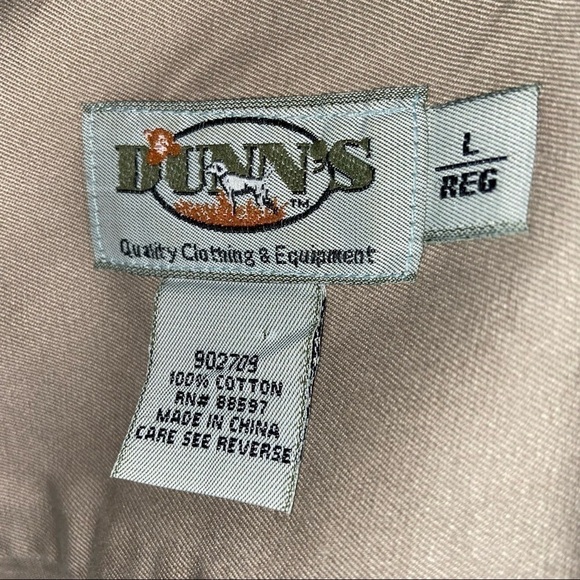 DUNN'S
TM
Quality Clothing & Equipment
L
REG
902709
100% COTTON
RN# 88597
MADE IN CHINA
CARE SEE REVERSE